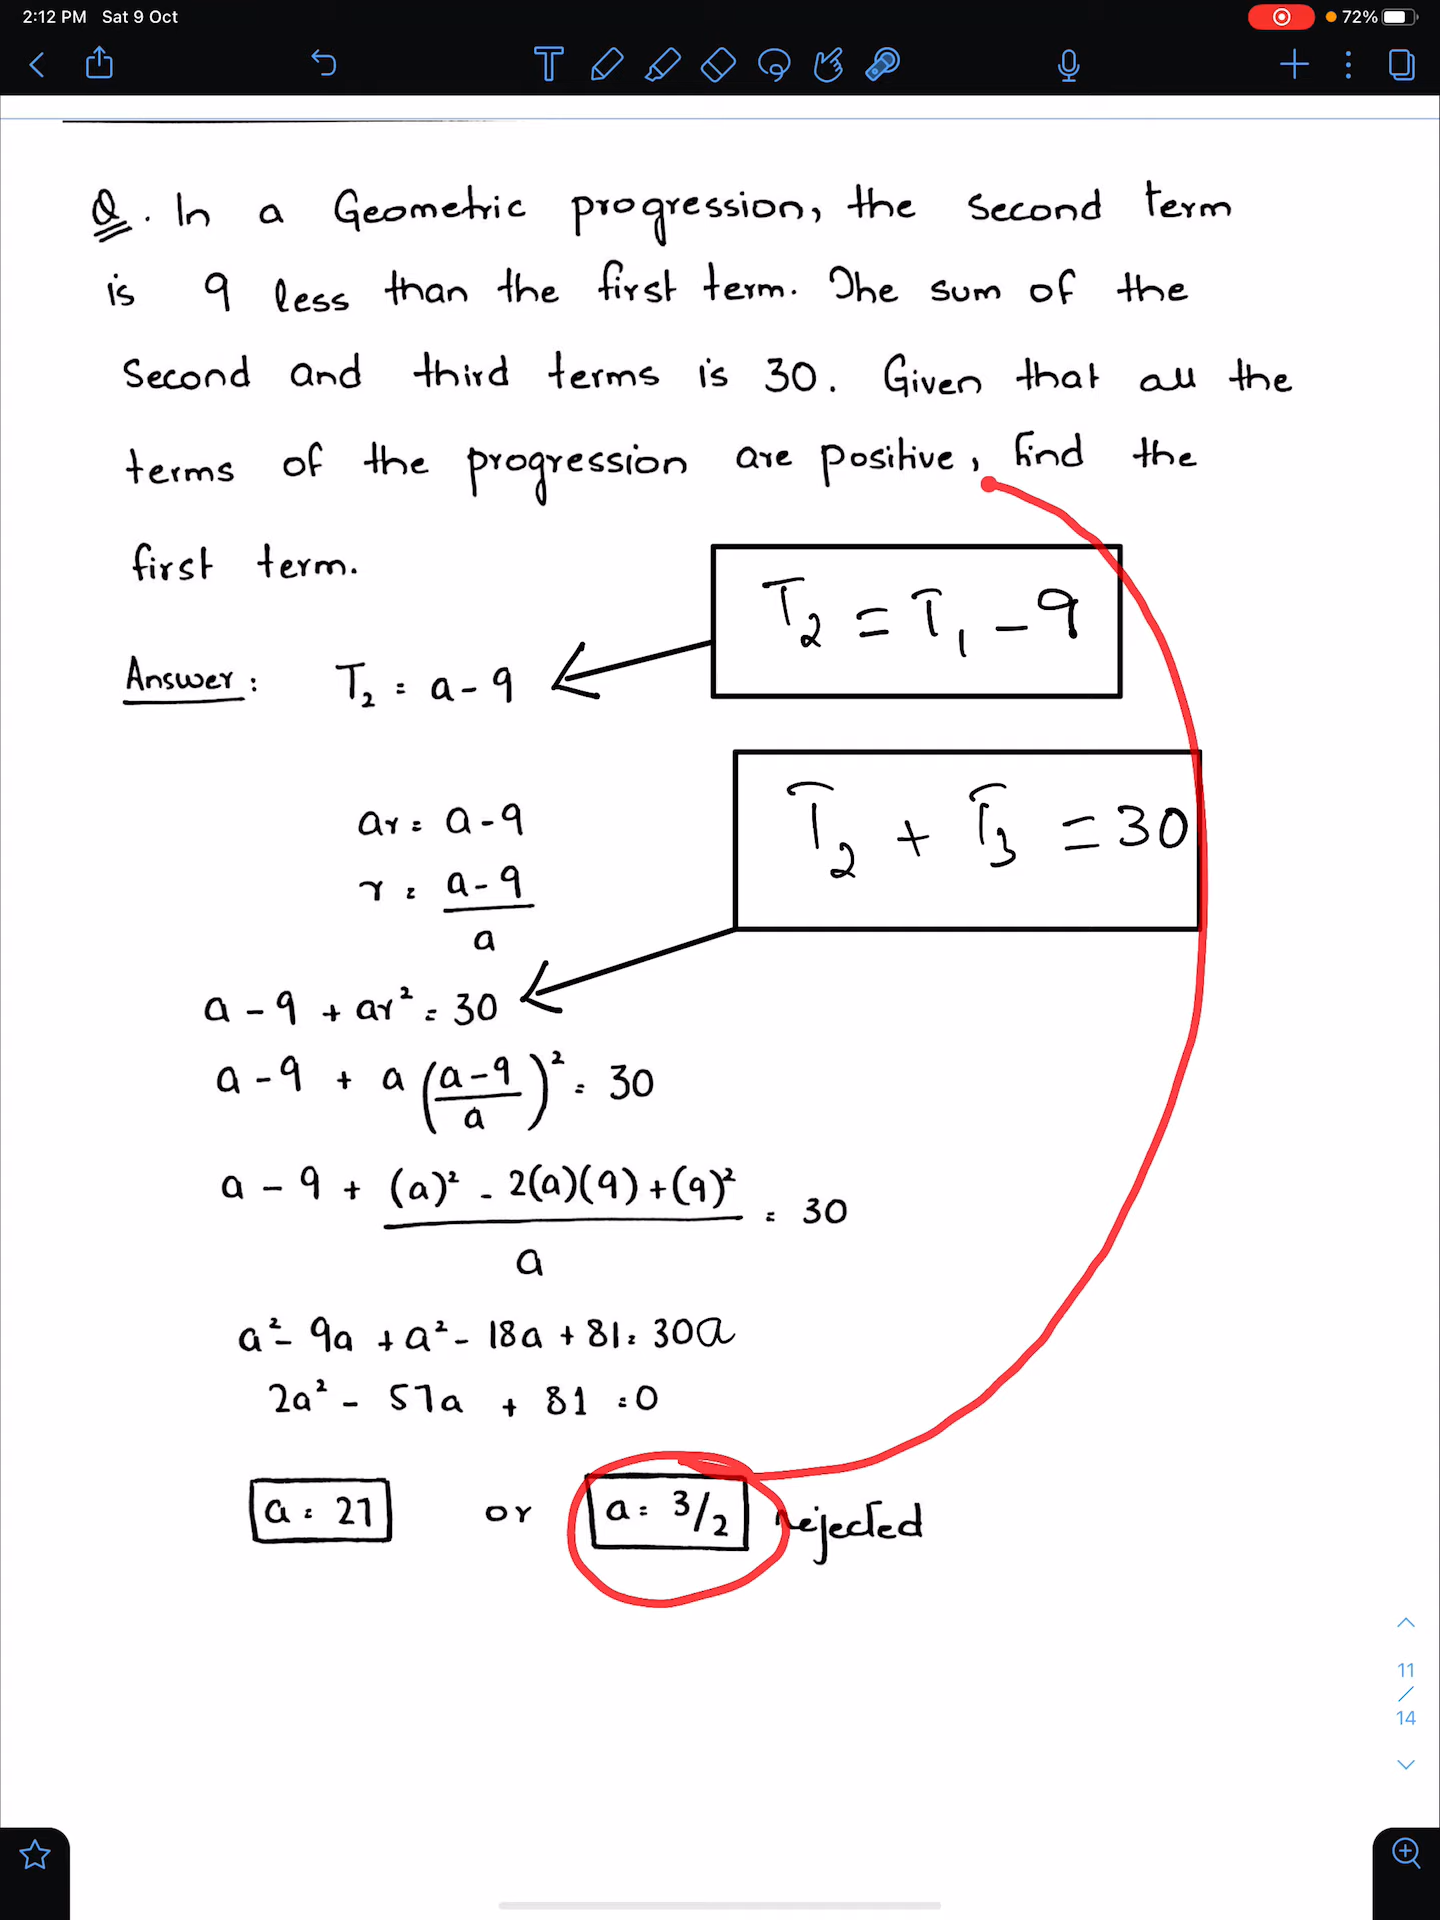 2:12 PM Sat 9 Oct
72%
Q. In a Geometric progression, the second term
is 9 less than the first term. The sum of the
Second and third terms is 30. Given that all the
terms of the progression are positive, find the
first term.
T₂ = T₁ - 9
Answer: T₂ = a - 9
T₂ + T₃ = 30
ar = a - 9
r = (a - 9)/a
a - 9 + ar² = 30
a - 9 + a((a - 9)/a)² = 30
a - 9 + ((a)² - 2(a)(9) + (9)²)/a = 30
a² - 9a + a² - 18a + 81 = 30a
2a² - 57a + 81 = 0
a = 27 or a = 3/2 rejected
11
/
14